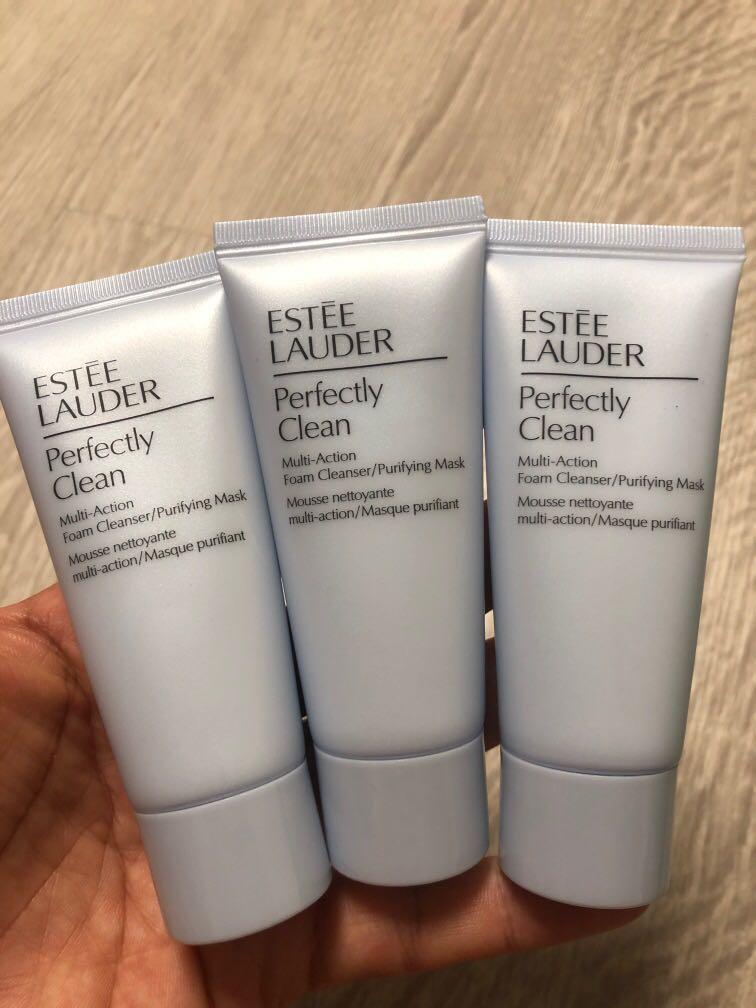 ESTĒE
LAUDER
Perfectly
Clean
Multi-Action
Foam Cleanser/Purifying Mask
Mousse nettoyante
multi-action/Masque purifiant
ESTĒE
LAUDER
Perfectly
Clean
Multi-Action
Foam Cleanser/Purifying Mask
Mousse nettoyante
multi-action/Masque purifiant
ESTĒE
LAUDER
Perfectly
Clean
Multi-Action
Foam Cleanser/Purifying Mask
Mousse nettoyante
multi-action/Masque purifiant